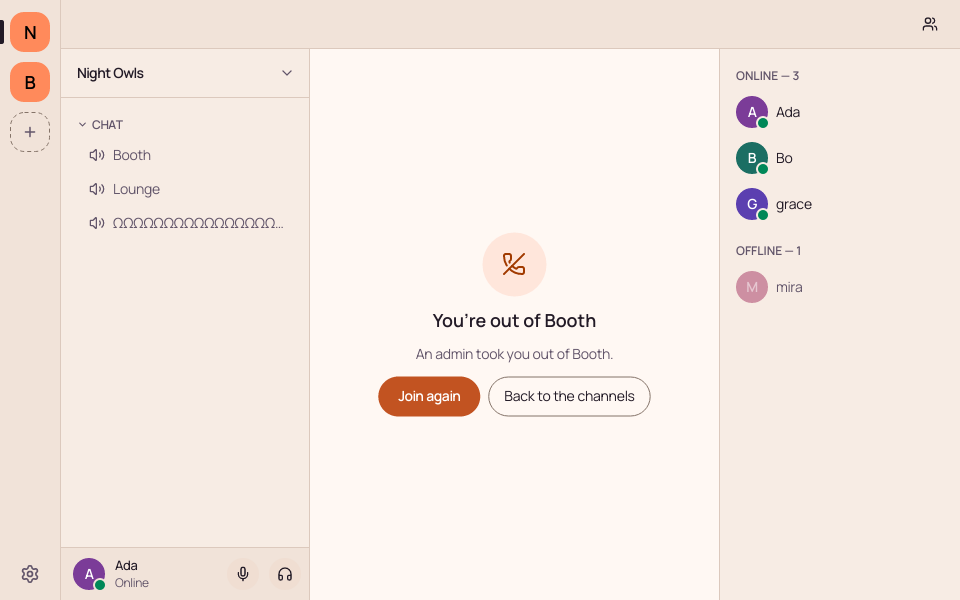 N
B
Night Owls
CHAT
Booth
Lounge
ΩΩΩΩΩΩΩΩΩΩΩΩΩΩΩΩ...
A
Ada
Online
You're out of Booth
An admin took you out of Booth.
Join again
Back to the channels
ONLINE — 3
A
Ada
B
Bo
G
grace
OFFLINE — 1
M
mira